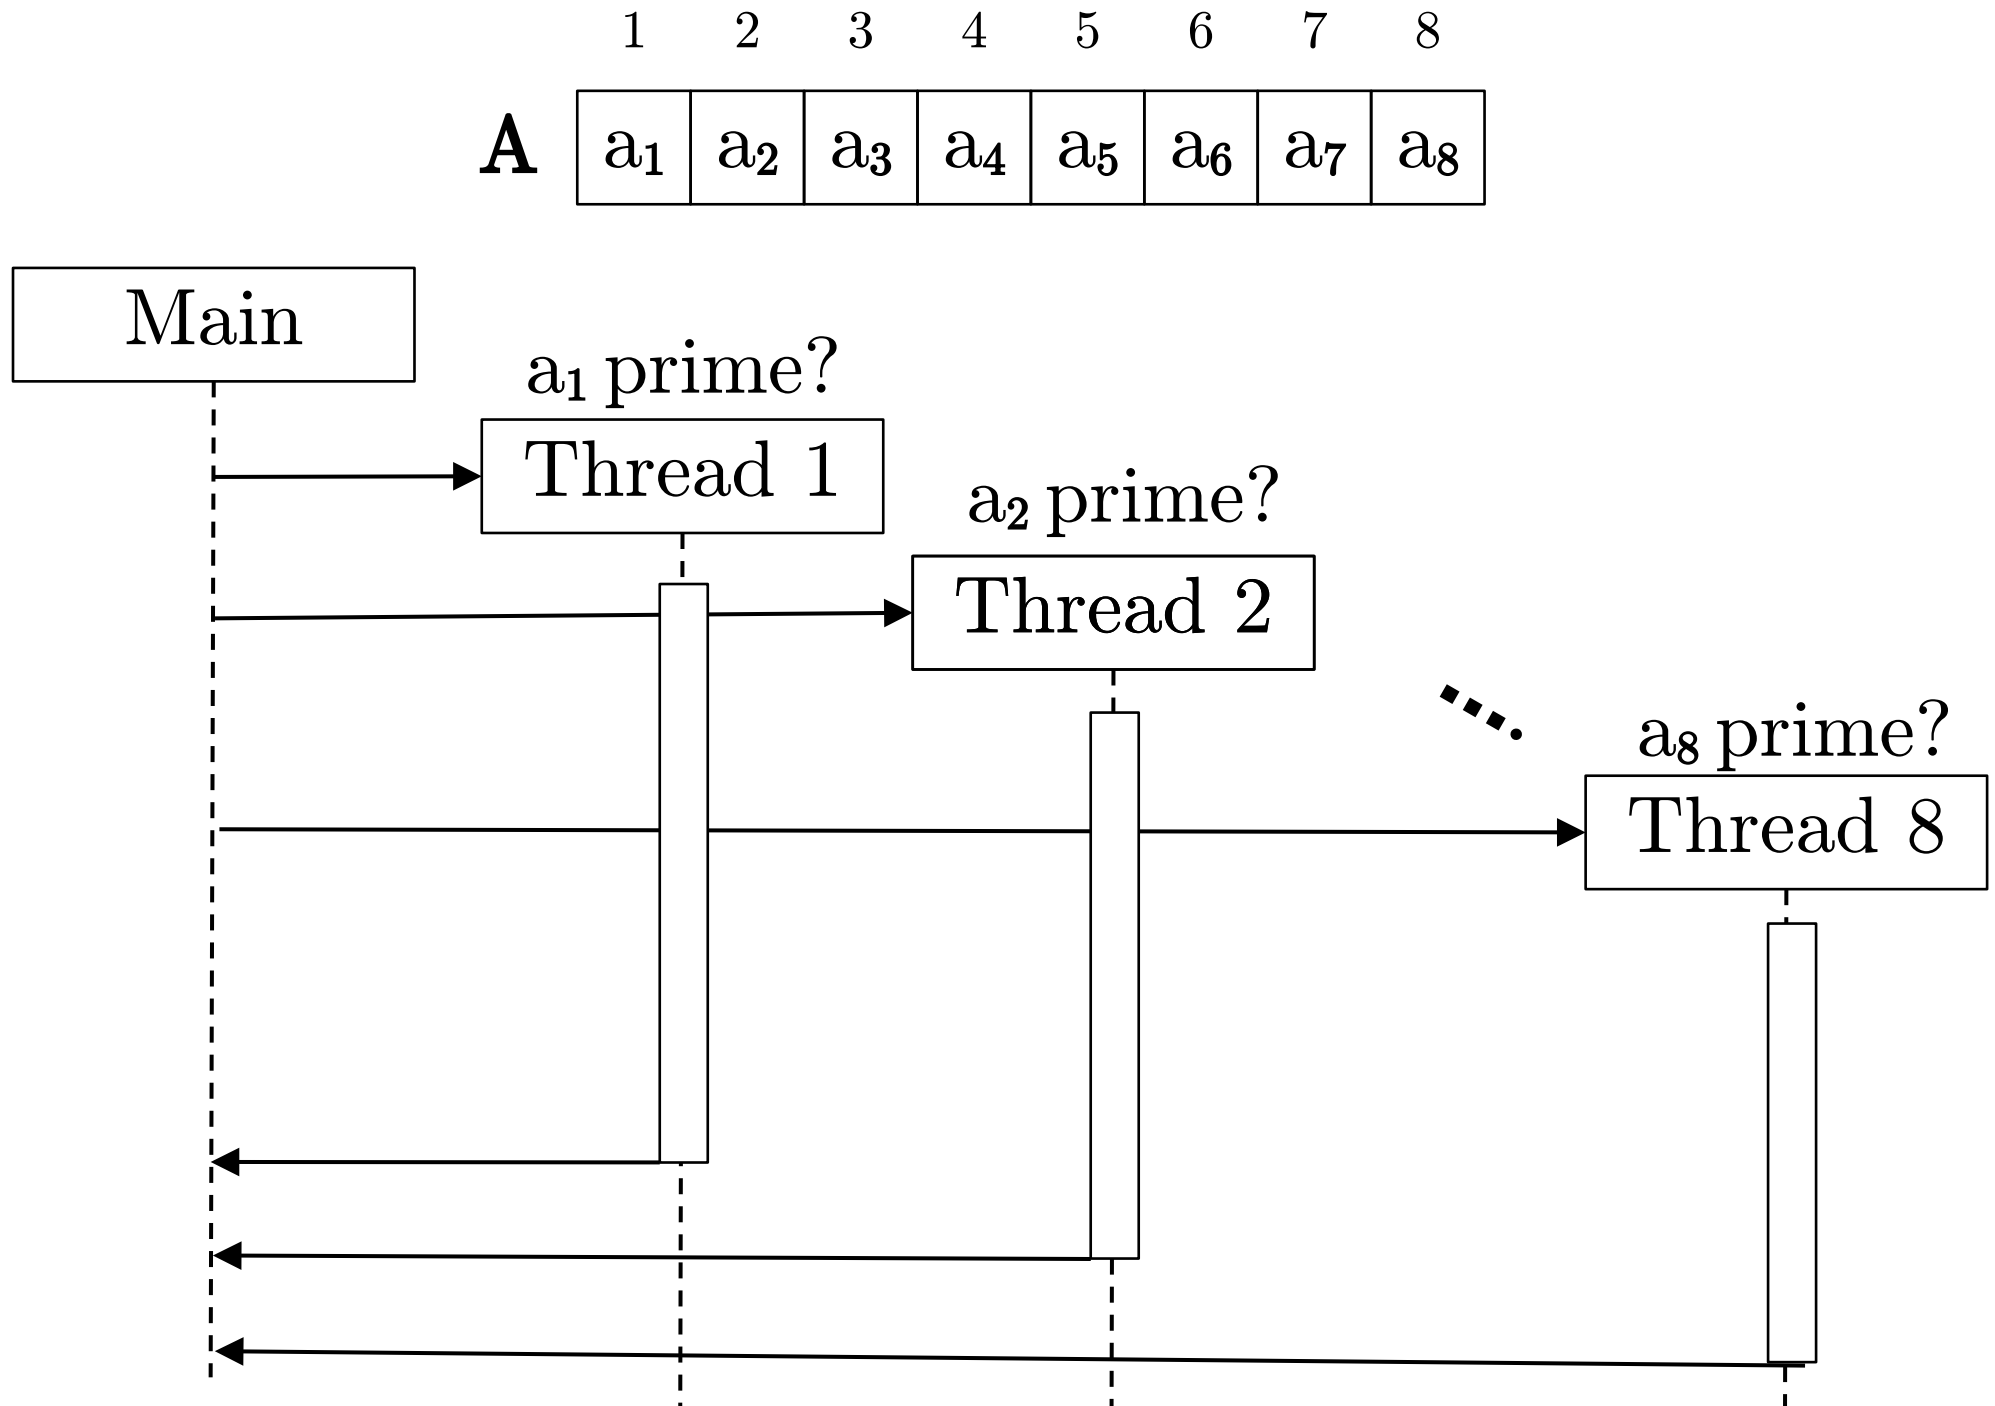 1 2 3 4 5 6 7 8
A a₁ a₂ a₃ a₄ a₅ a₆ a₇ a₈
Main
a₁ prime?
Thread 1
a₂ prime?
Thread 2
a₈ prime?
Thread 8